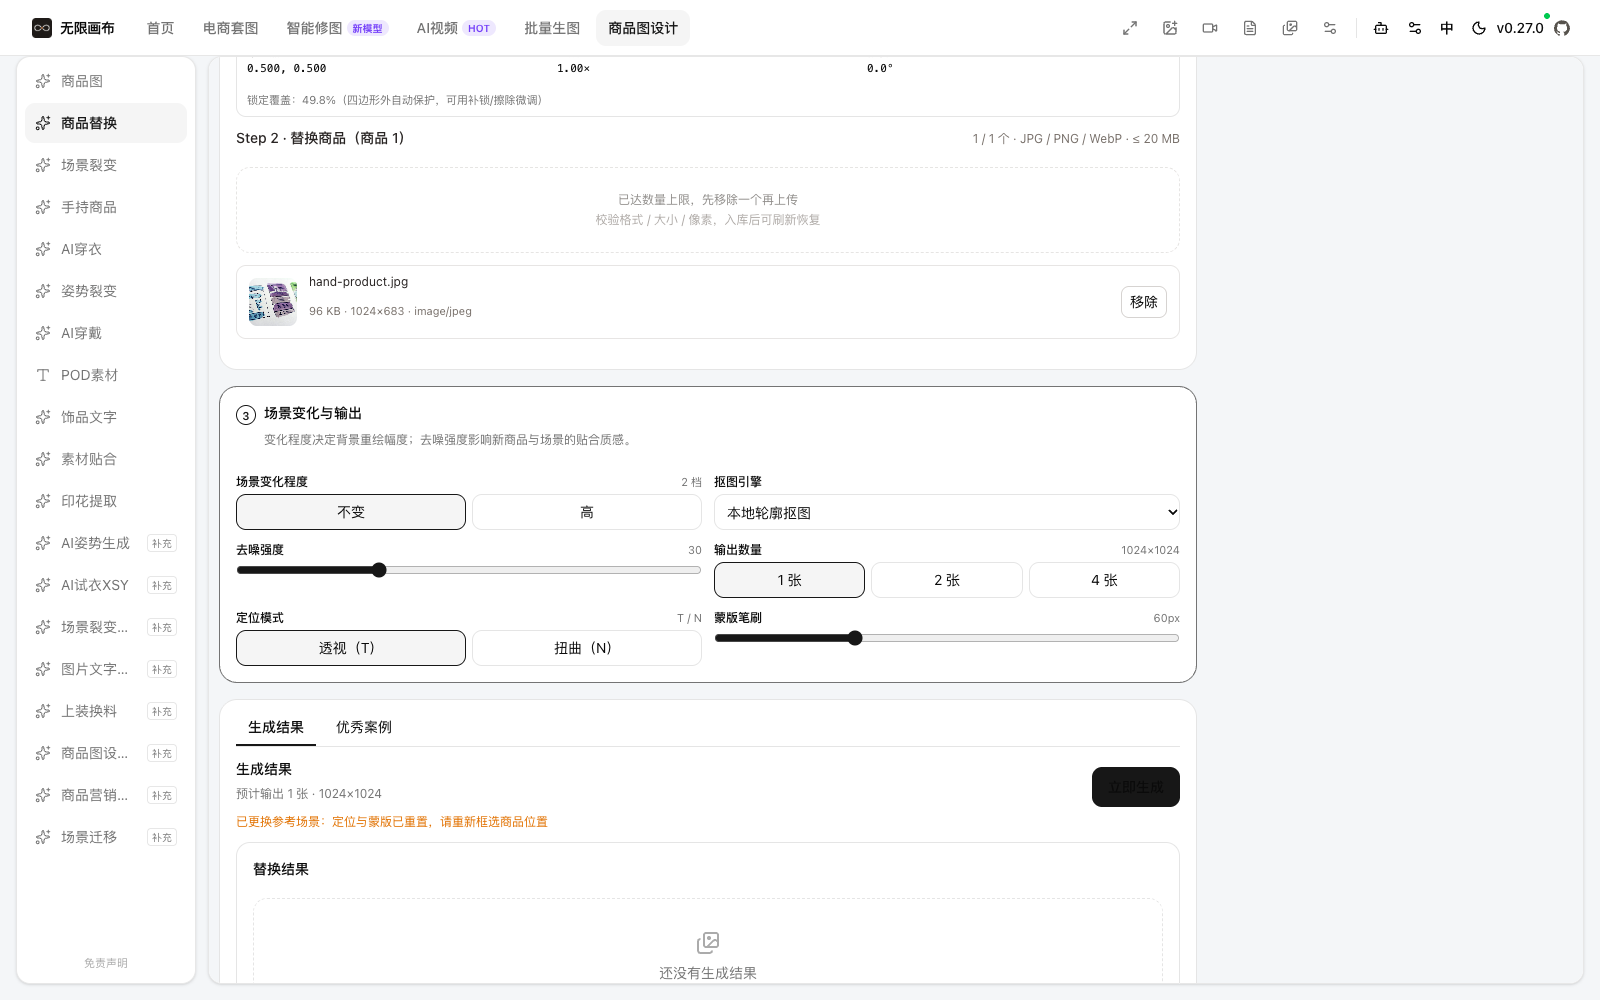 无限画布
首页
电商套图
智能修图 新模型
AI视频 HOT
批量生图
商品图设计
中
v0.27.0
商品图
商品替换
场景裂变
手持商品
AI穿衣
姿势裂变
AI穿戴
POD素材
饰品文字
素材贴合
印花提取
AI姿势生成 补充
AI试衣XSY 补充
场景裂变... 补充
图片文字... 补充
上装换料 补充
商品图设... 补充
商品营销... 补充
场景迁移 补充
免责声明
0.500, 0.500
1.00×
0.0°
锁定覆盖：49.8%（四边形外自动保护，可用补锁/擦除微调）
Step 2 · 替换商品（商品 1）
1 / 1 个 · JPG / PNG / WebP · ≤ 20 MB
已达数量上限，先移除一个再上传
校验格式 / 大小 / 像素，入库后可刷新恢复
hand-product.jpg
96 KB · 1024×683 · image/jpeg
移除
3 场景变化与输出
变化程度决定背景重绘幅度；去噪强度影响新商品与场景的贴合质感。
场景变化程度 2 档
不变
高
抠图引擎
本地轮廓抠图
去噪强度 30
输出数量 1024×1024
1 张
2 张
4 张
定位模式 T / N
透视（T）
扭曲（N）
蒙版笔刷 60px
生成结果
优秀案例
生成结果
预计输出 1 张 · 1024×1024
立即生成
已更换参考场景：定位与蒙版已重置，请重新框选商品位置
替换结果
还没有生成结果